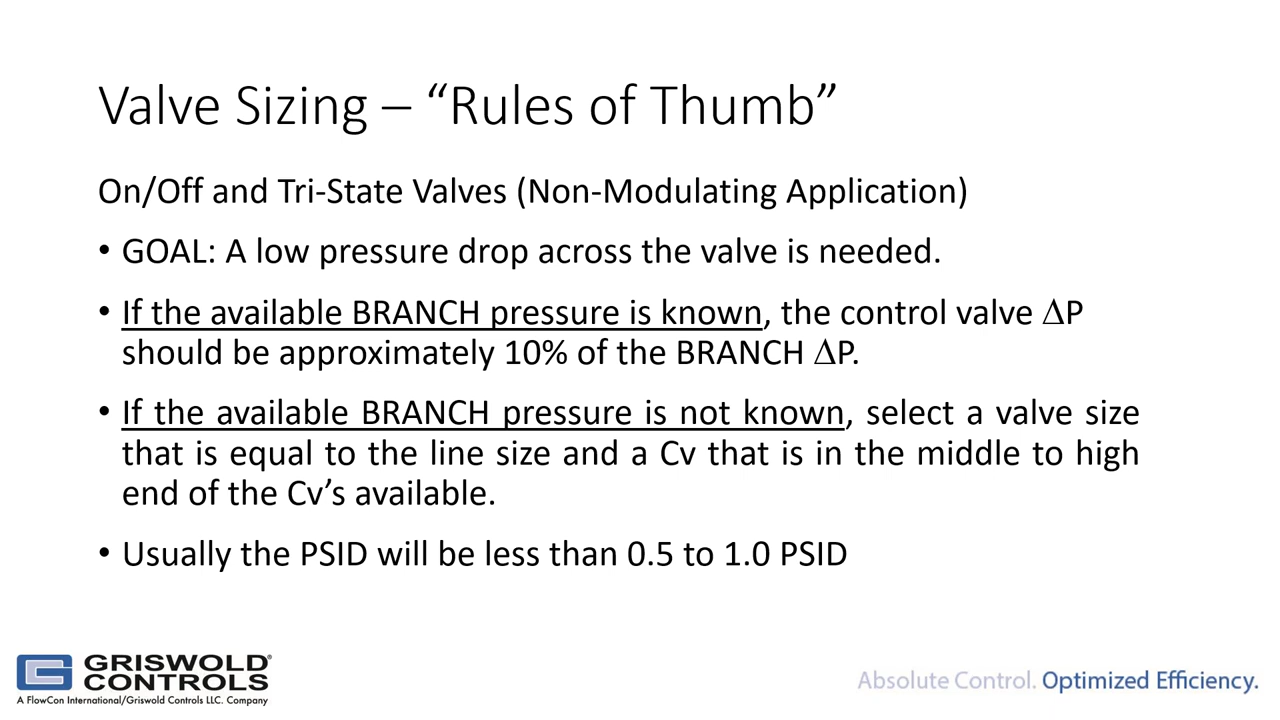 Valve Sizing – “Rules of Thumb”
On/Off and Tri-State Valves (Non-Modulating Application)
• GOAL: A low pressure drop across the valve is needed.
• If the available BRANCH pressure is known, the control valve ∆P
should be approximately 10% of the BRANCH ∆P.
• If the available BRANCH pressure is not known, select a valve size
that is equal to the line size and a Cv that is in the middle to high
end of the Cv’s available.
• Usually the PSID will be less than 0.5 to 1.0 PSID
GRISWOLD®
CONTROLS
A FlowCon International/Griswold Controls LLC. Company
Absolute Control. Optimized Efficiency.